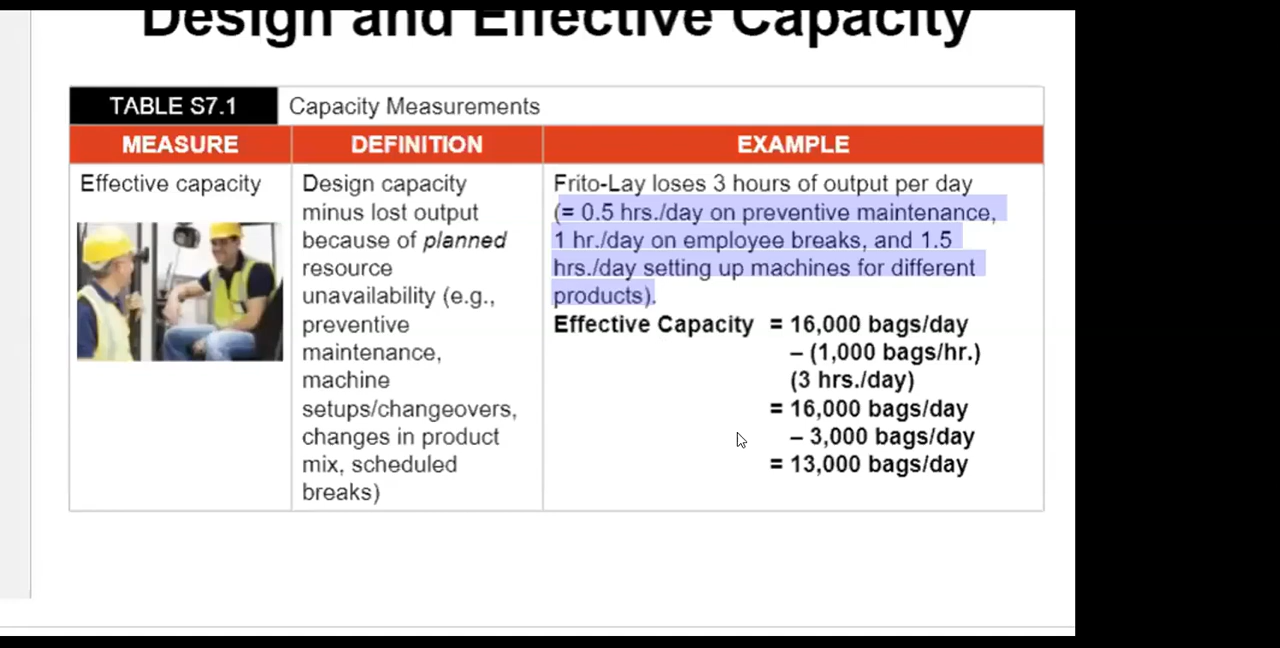 Design and Effective Capacity
TABLE S7.1 Capacity Measurements
MEASURE DEFINITION EXAMPLE
Effective capacity
Design capacity
minus lost output
because of planned
resource
unavailability (e.g.,
preventive
maintenance,
machine
setups/changeovers,
changes in product
mix, scheduled
breaks)
Frito-Lay loses 3 hours of output per day
(= 0.5 hrs./day on preventive maintenance,
1 hr./day on employee breaks, and 1.5
hrs./day setting up machines for different
products).
Effective Capacity = 16,000 bags/day
– (1,000 bags/hr.)
(3 hrs./day)
= 16,000 bags/day
– 3,000 bags/day
= 13,000 bags/day